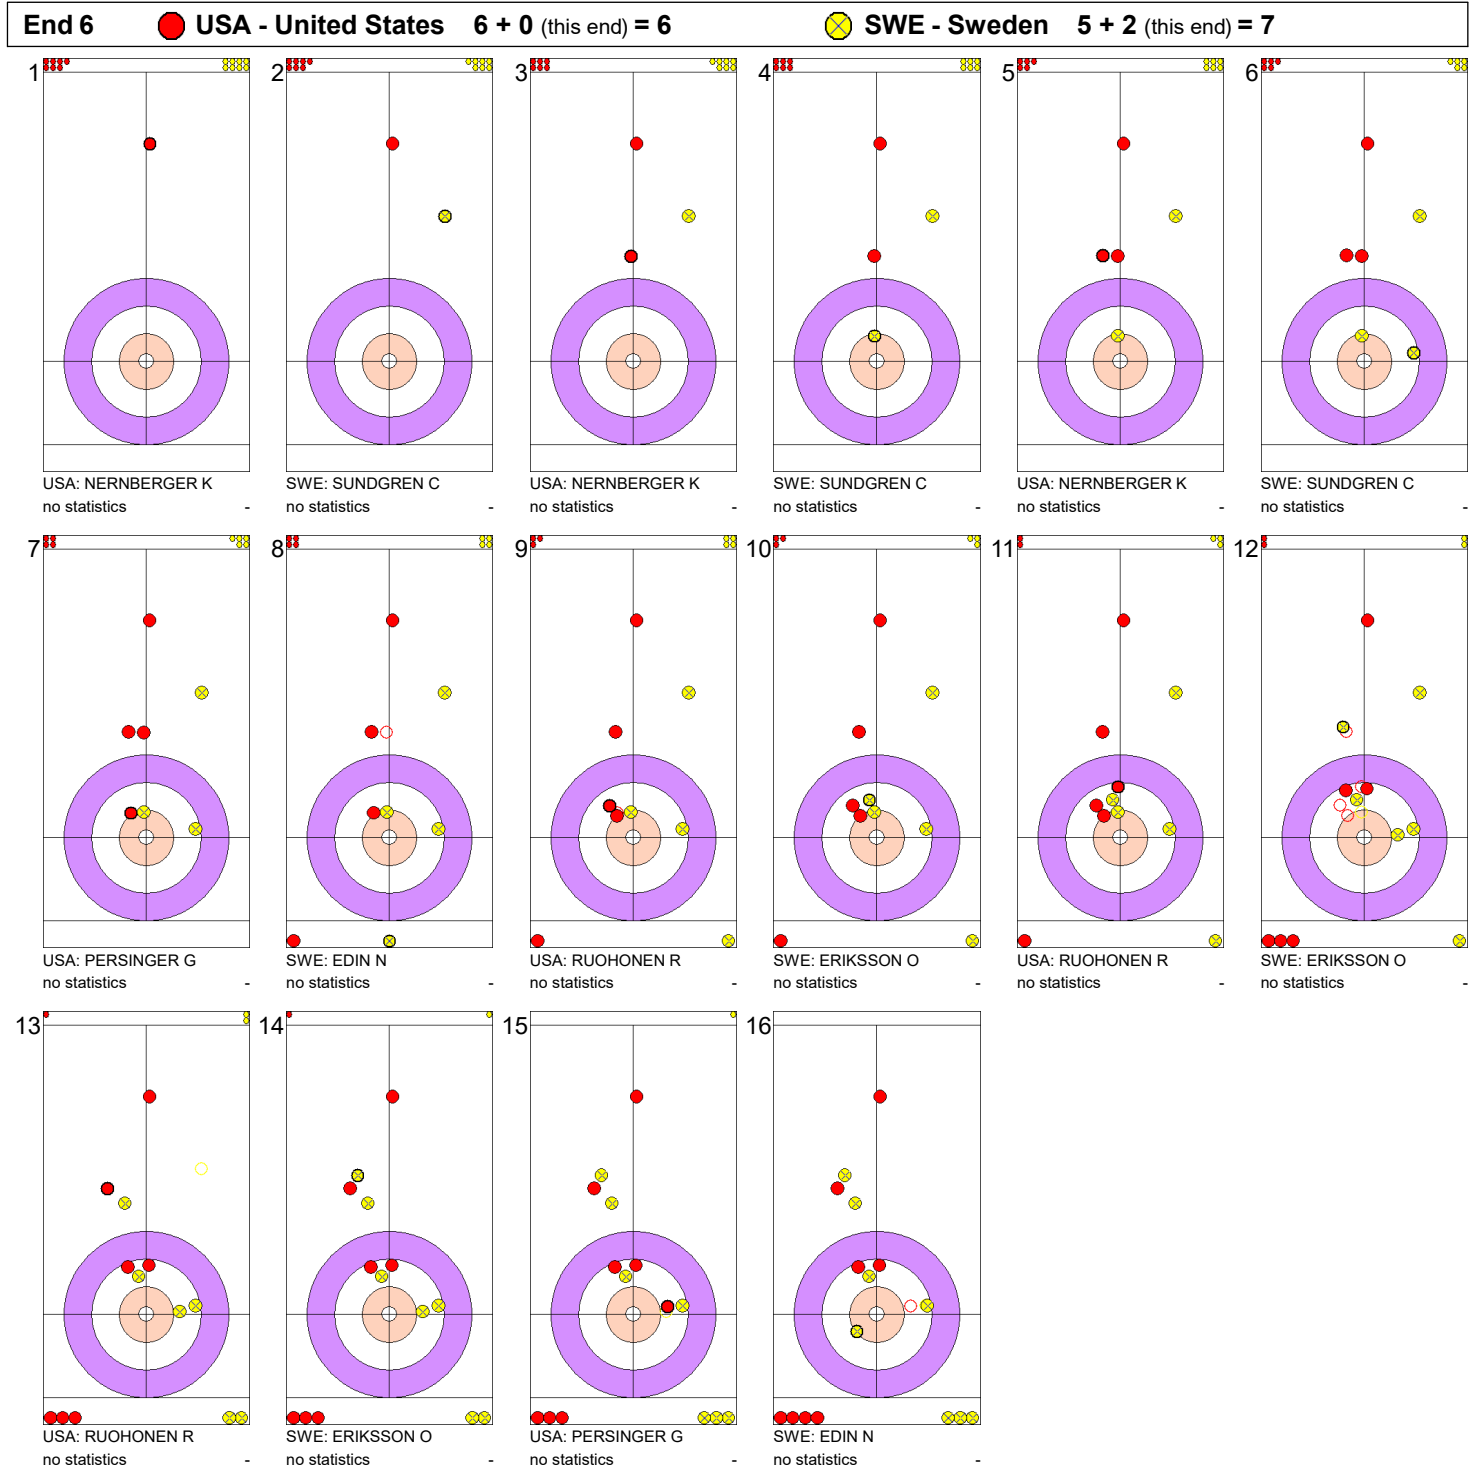 End 6 USA - United States 6 + 0 (this end) = 6 SWE - Sweden 5 + 2 (this end) = 7
1 2 3 4 5 6
USA: NERNBERGER K SWE: SUNDGREN C USA: NERNBERGER K SWE: SUNDGREN C USA: NERNBERGER K SWE: SUNDGREN C
no statistics - no statistics - no statistics - no statistics - no statistics - no statistics -
7 8 9 10 11 12
USA: PERSINGER G SWE: EDIN N USA: RUOHONEN R SWE: ERIKSSON O USA: RUOHONEN R SWE: ERIKSSON O
no statistics - no statistics - no statistics - no statistics - no statistics - no statistics -
13 14 15 16
USA: RUOHONEN R SWE: ERIKSSON O USA: PERSINGER G SWE: EDIN N
no statistics - no statistics - no statistics - no statistics -